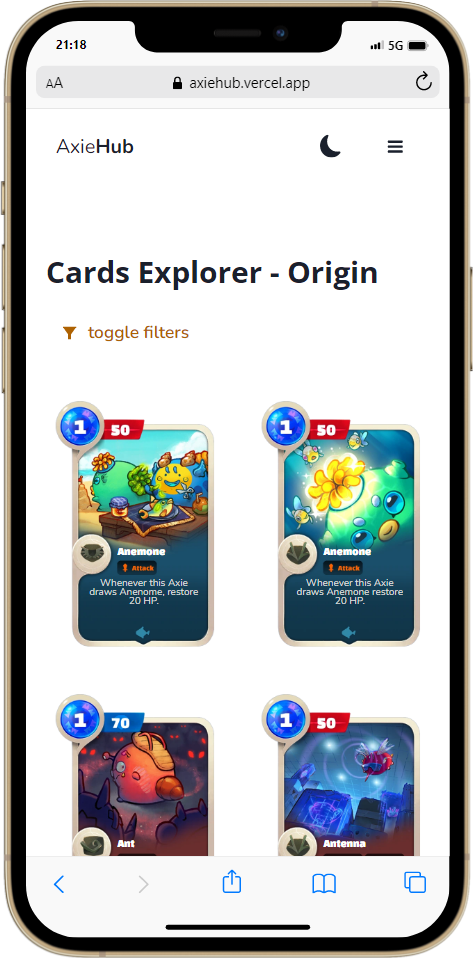 21:18
5G
AA
axiehub.vercel.app
AxieHub
Cards Explorer - Origin
toggle filters
1
50
Anemone
Attack
Whenever this Axie
draws Anenome, restore
20 HP.
1
50
Anemone
Attack
Whenever this Axie
draws Anemone restore
20 HP.
1
70
Ant
1
50
Antenna